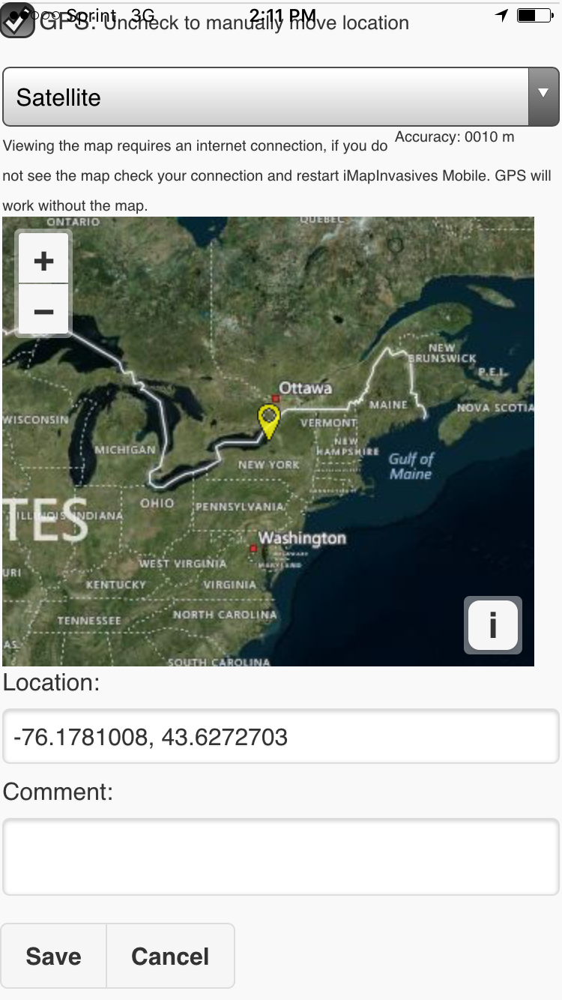 Sprint 3G 2:11 PM
GPS: Uncheck to manually move location
Satellite
Accuracy: 0010 m
Viewing the map requires an internet connection, if you do
not see the map check your connection and restart iMapInvasives Mobile. GPS will
work without the map.
ONTARIO
QUEBEC
+
−
NEW
BRUNSWICK
P.E.I.
Ottawa
MAINE
NOVA SCOTIA
WISCONSIN
VERMONT
MICHIGAN
NEW
HAMPSHIRE
NEW YORK
Gulf of
Maine
OHIO
PENNSYLVANIA
ILLINOIS
INDIANA
TES
Washington
DELAWARE
MARYLAND
WEST VIRGINIA
URI
KENTUCKY
VIRGINIA
TENNESSEE
NORTH CAROLINA
i
AS
SOUTH CAROLINA
Location:
-76.1781008, 43.6272703
Comment:
Save
Cancel